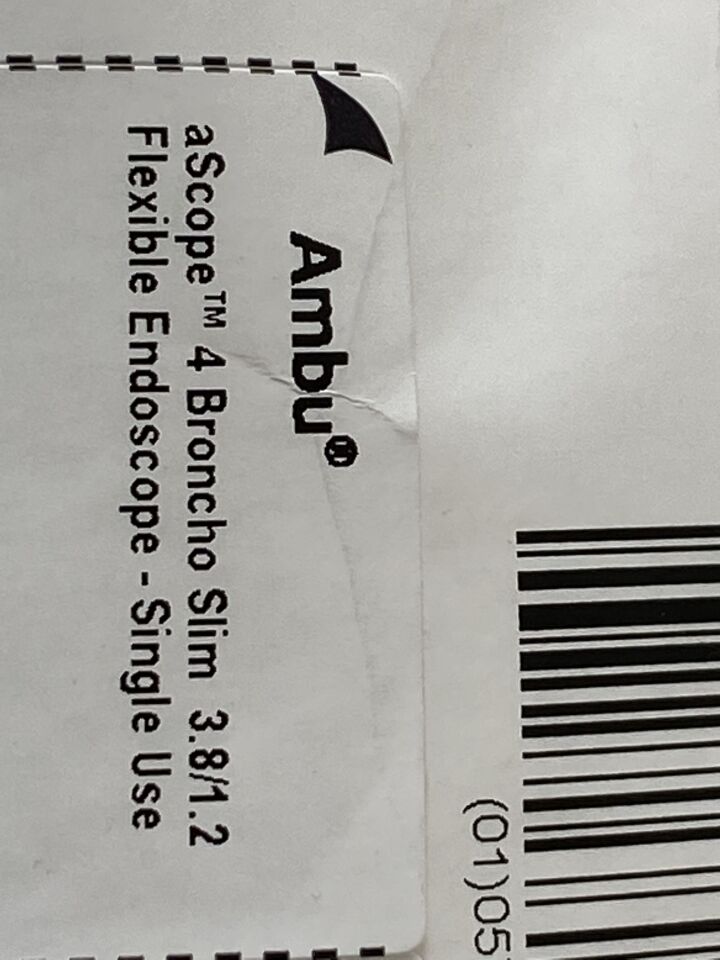 Ambu®
aScope™ 4 Broncho Slim 3.8/1.2
Flexible Endoscope - Single Use
(01)05